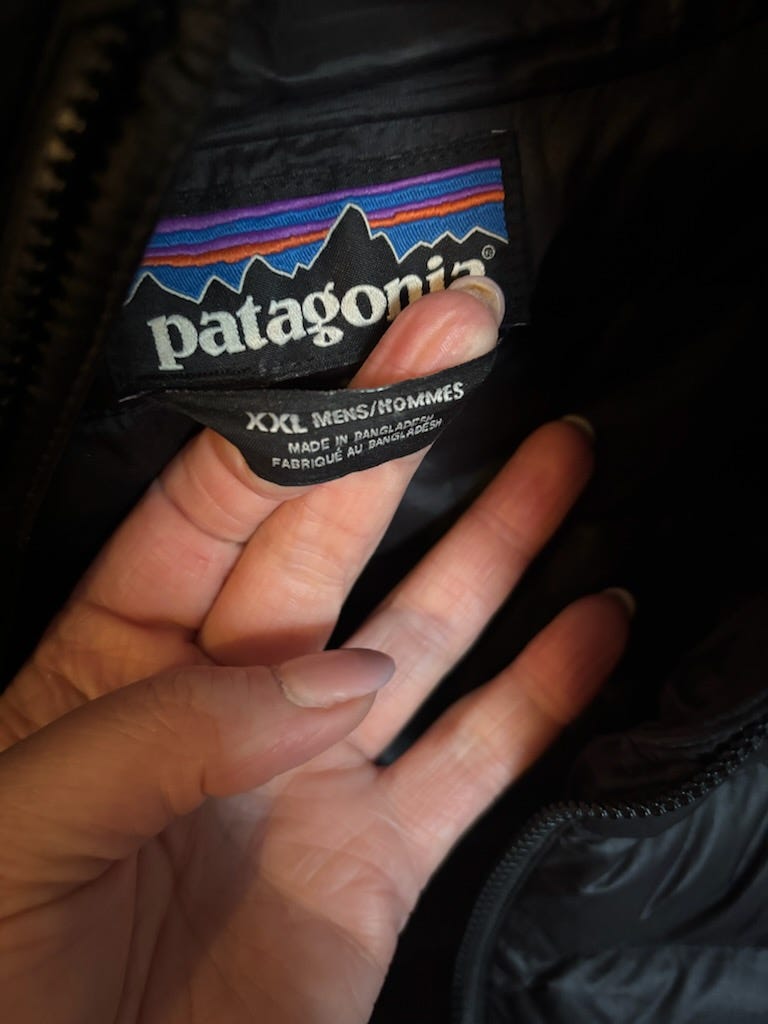 patagonia®
XXL MENS/HOMMES
MADE IN BANGLADESH
FABRIQUÉ AU BANGLADESH